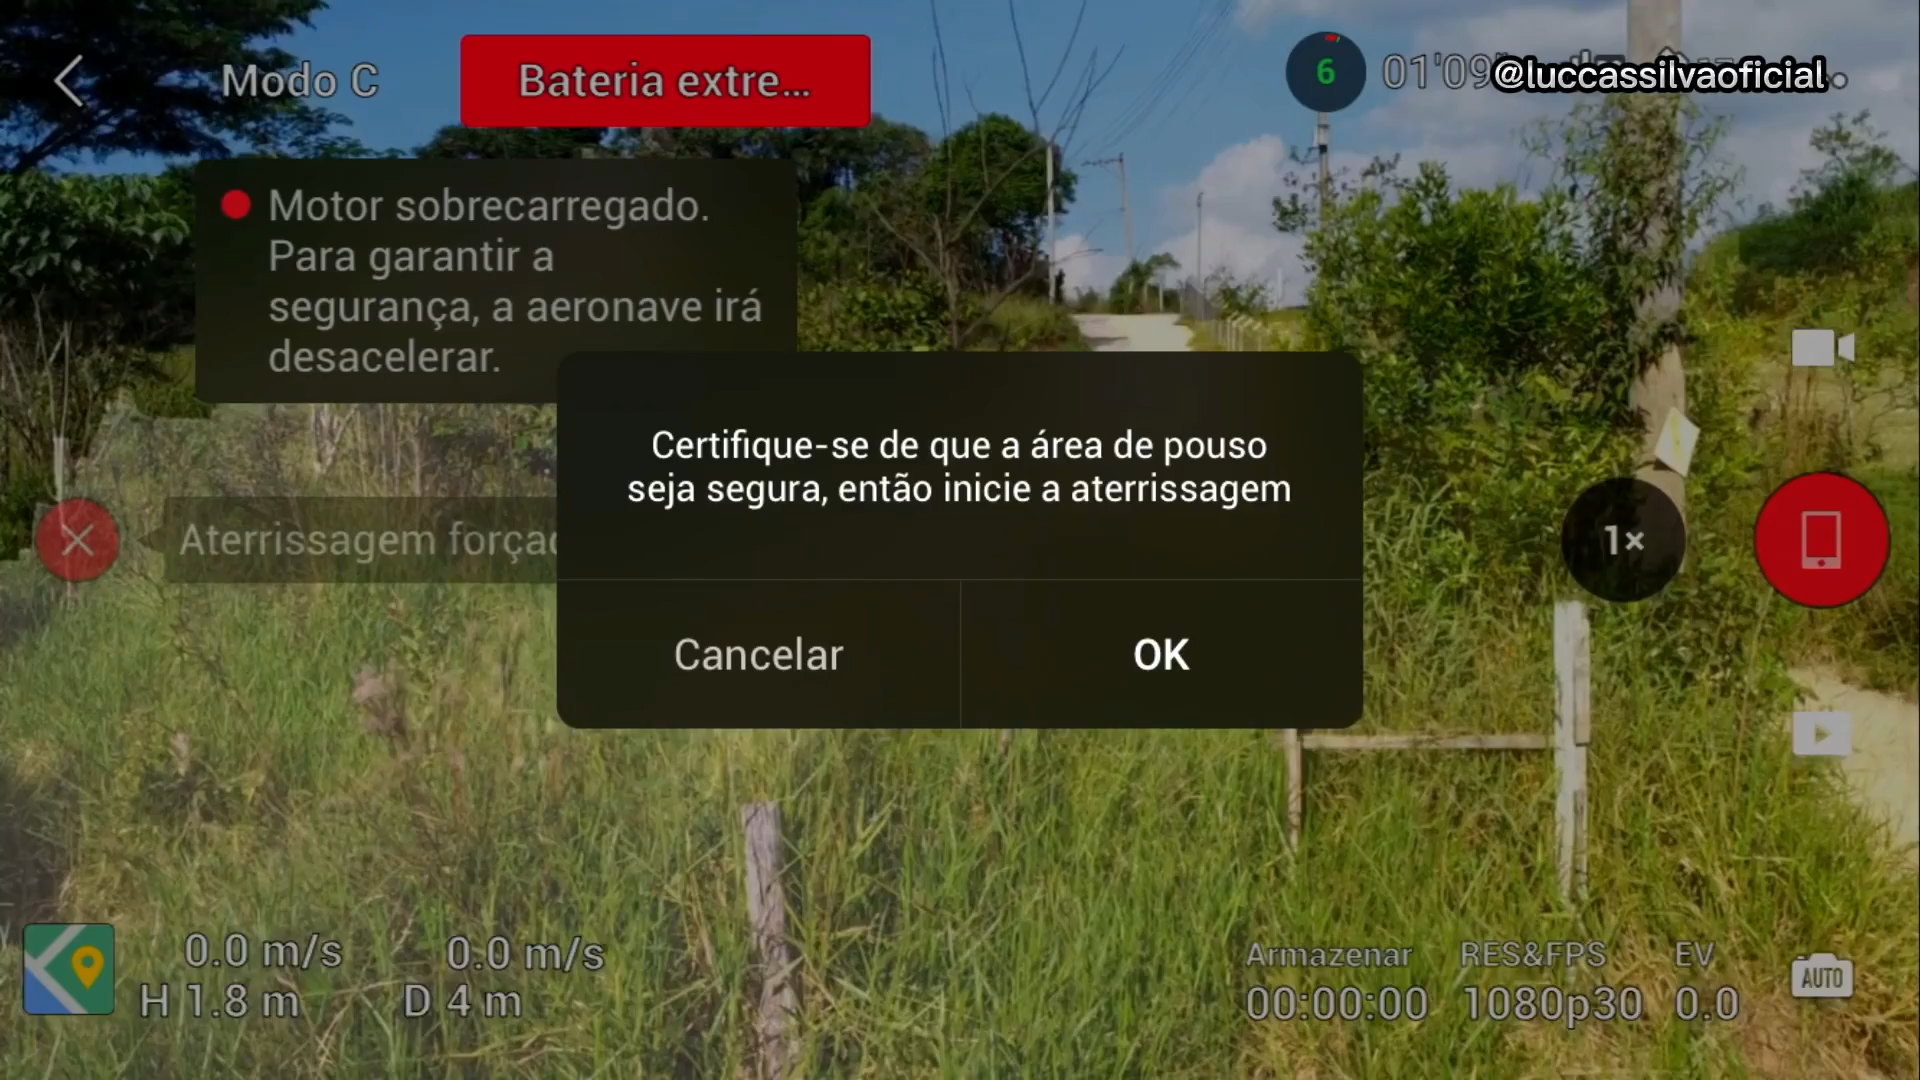 Modo C
Bateria extre...
6
01'09
@luccassilvaoficial
Motor sobrecarregado.
Para garantir a
segurança, a aeronave irá
desacelerar.
Certifique-se de que a área de pouso
seja segura, então inicie a aterrissagem
Aterrissagem
1×
Cancelar
OK
0.0 m/s
0.0 m/s
H 1.8 m
D 4 m
Armazenar
00:00:00
RES&FPS
1080p30
EV
0.0
AUTO